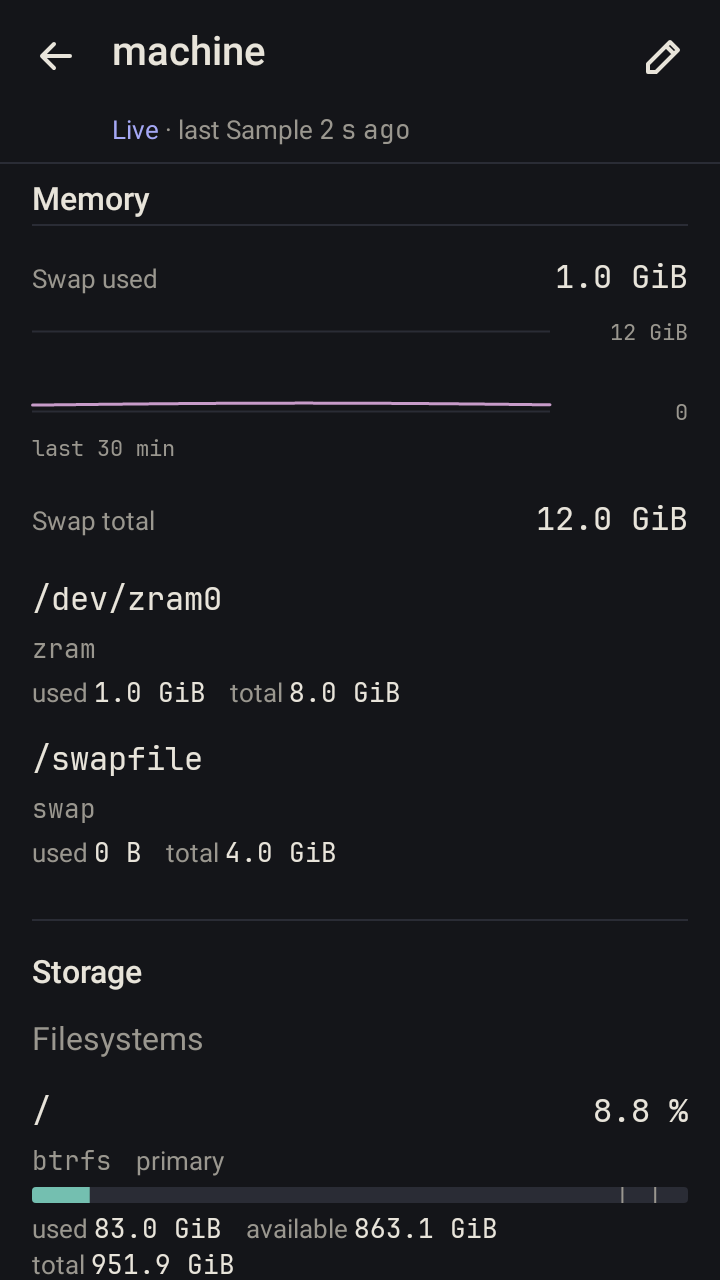 machine
Live · last Sample 2 s ago
Memory
Swap used 1.0 GiB
12 GiB
0
last 30 min
Swap total 12.0 GiB
/dev/zram0
zram
used 1.0 GiB total 8.0 GiB
/swapfile
swap
used 0 B total 4.0 GiB
Storage
Filesystems
/ 8.8 %
btrfs primary
used 83.0 GiB available 863.1 GiB
total 951.9 GiB